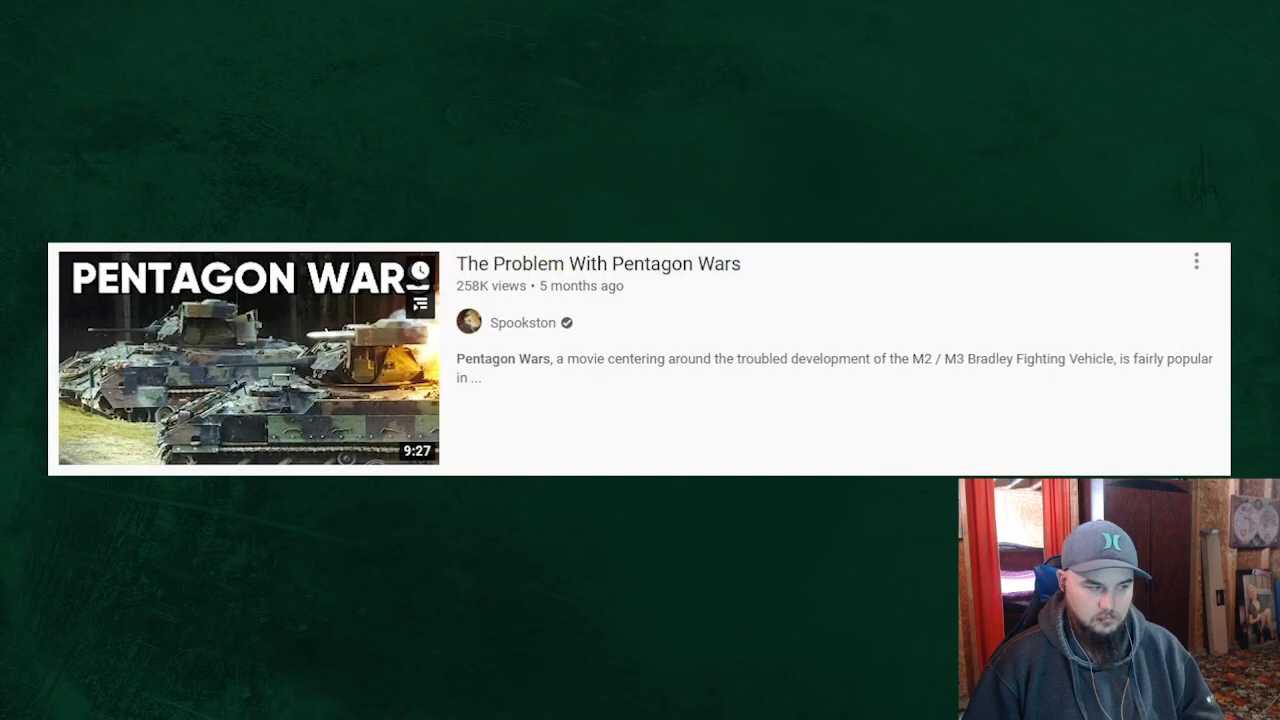 PENTAGON WARS
9:27
The Problem With Pentagon Wars
258K views • 5 months ago
Spookston
Pentagon Wars, a movie centering around the troubled development of the M2 / M3 Bradley Fighting Vehicle, is fairly popular
in ...